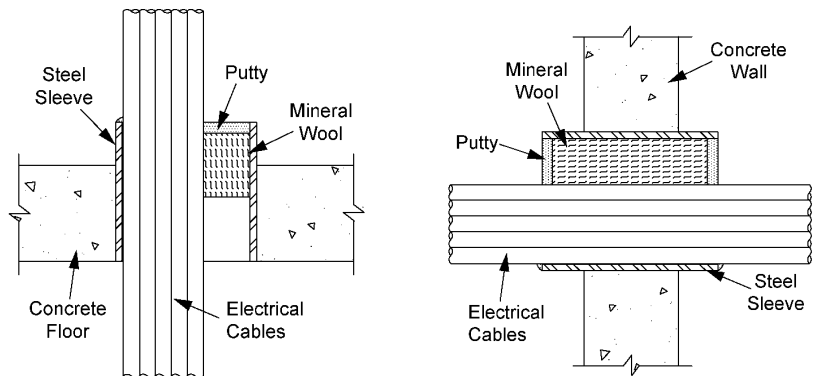 Steel
Sleeve
Putty
Mineral
Wool
Concrete
Floor
Electrical
Cables
Concrete
Wall
Mineral
Wool
Putty
Electrical
Cables
Steel
Sleeve